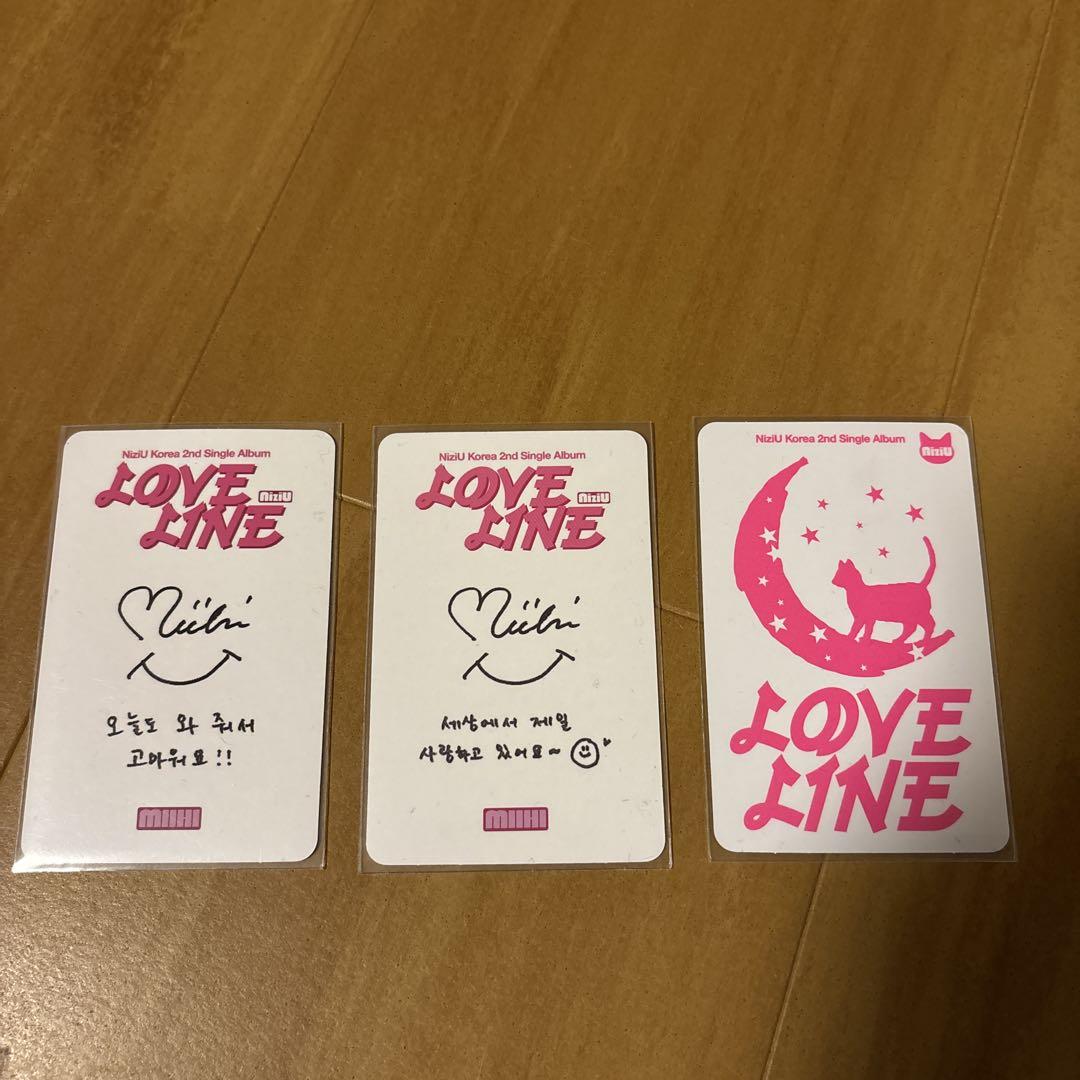 NiziU Korea 2nd Single Album
LOVE
LINE NiziU
Miihi
오늘도 와 줘서
고마워요!!
MIIHI
NiziU Korea 2nd Single Album
LOVE
LINE NiziU
Miihi
세상에서 제일
사랑하고 있어요~
MIIHI
NiziU Korea 2nd Single Album
NiziU
LOVE
LINE